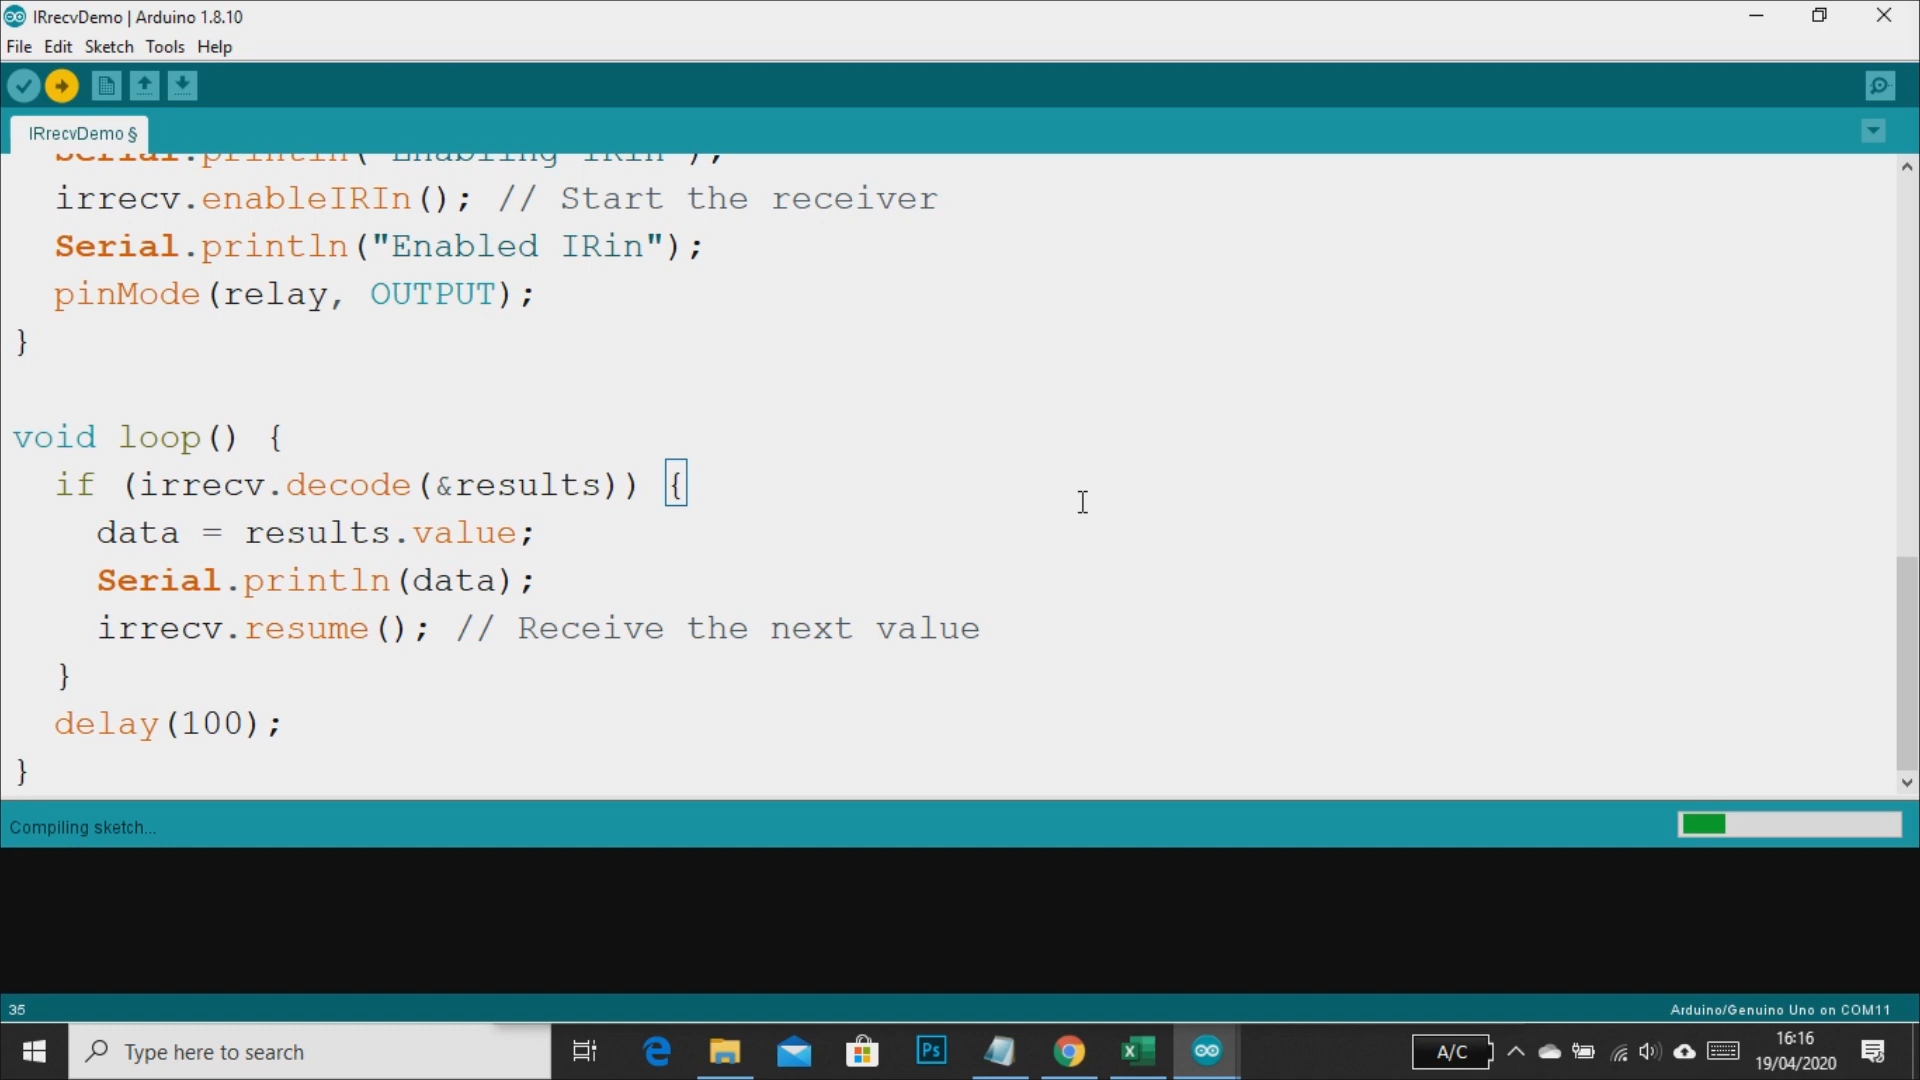 IRrecvDemo | Arduino 1.8.10
File Edit Sketch Tools Help
IRrecvDemo §
Serial.println("Enabling IRin");
irrecv.enableIRIn(); // Start the receiver
Serial.println("Enabled IRin");
pinMode(relay, OUTPUT);
}
void loop() {
if (irrecv.decode(&results)) {
data = results.value;
Serial.println(data);
irrecv.resume(); // Receive the next value
}
delay(100);
}
Compiling sketch...
35
Arduino/Genuino Uno on COM11
Type here to search
Ps
A/C
16:16
19/04/2020